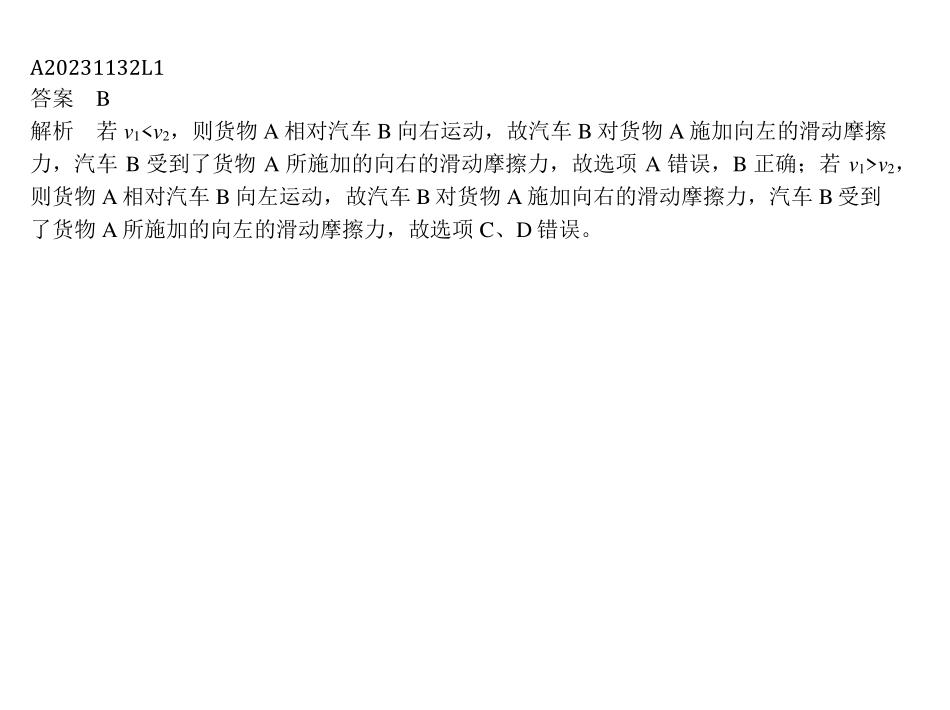 A20231132L1
答案　B
解析　若 v₁<v₂，则货物 A 相对汽车 B 向右运动，故汽车 B 对货物 A 施加向左的滑动摩擦
力，汽车 B 受到了货物 A 所施加的向右的滑动摩擦力，故选项 A 错误，B 正确；若 v₁>v₂，
则货物 A 相对汽车 B 向左运动，故汽车 B 对货物 A 施加向右的滑动摩擦力，汽车 B 受到
了货物 A 所施加的向左的滑动摩擦力，故选项 C、D 错误。